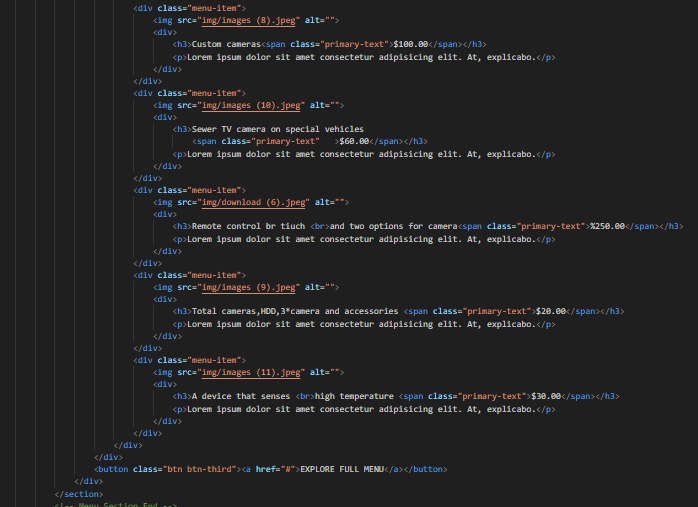 <div class="menu-item">
<img src="img/images (8).jpeg" alt="">
<div>
<h3>Custom cameras<span class="primary-text">$100.00</span></h3>
<p>Lorem ipsum dolor sit amet consectetur adipisicing elit. At, explicabo.</p>
</div>
</div>
<div class="menu-item">
<img src="img/images (10).jpeg" alt="">
<div>
<h3>Sewer TV camera on special vehicles
<span class="primary-text"   >$60.00</span></h3>
<p>Lorem ipsum dolor sit amet consectetur adipisicing elit. At, explicabo.</p>
</div>
</div>
<div class="menu-item">
<img src="img/download (6).jpeg" alt="">
<div>
<h3>Remote control br tiuch <br>and two options for camera<span class="primary-text">%250.00</span></h3>
<p>Lorem ipsum dolor sit amet consectetur adipisicing elit. At, explicabo.</p>
</div>
</div>
<div class="menu-item">
<img src="img/images (9).jpeg" alt="">
<div>
<h3>Total cameras,HDD,3*camera and accessories <span class="primary-text">$20.00</span></h3>
<p>Lorem ipsum dolor sit amet consectetur adipisicing elit. At, explicabo.</p>
</div>
</div>
<div class="menu-item">
<img src="img/images (11).jpeg" alt="">
<div>
<h3>A device that senses <br>high temperature <span class="primary-text">$30.00</span></h3>
<p>Lorem ipsum dolor sit amet consectetur adipisicing elit. At, explicabo.</p>
</div>
</div>
</div>
</div>
<button class="btn btn-third"><a href="#">EXPLORE FULL MENU</a></button>
</div>
</section>
<!-- Menu Section End -->